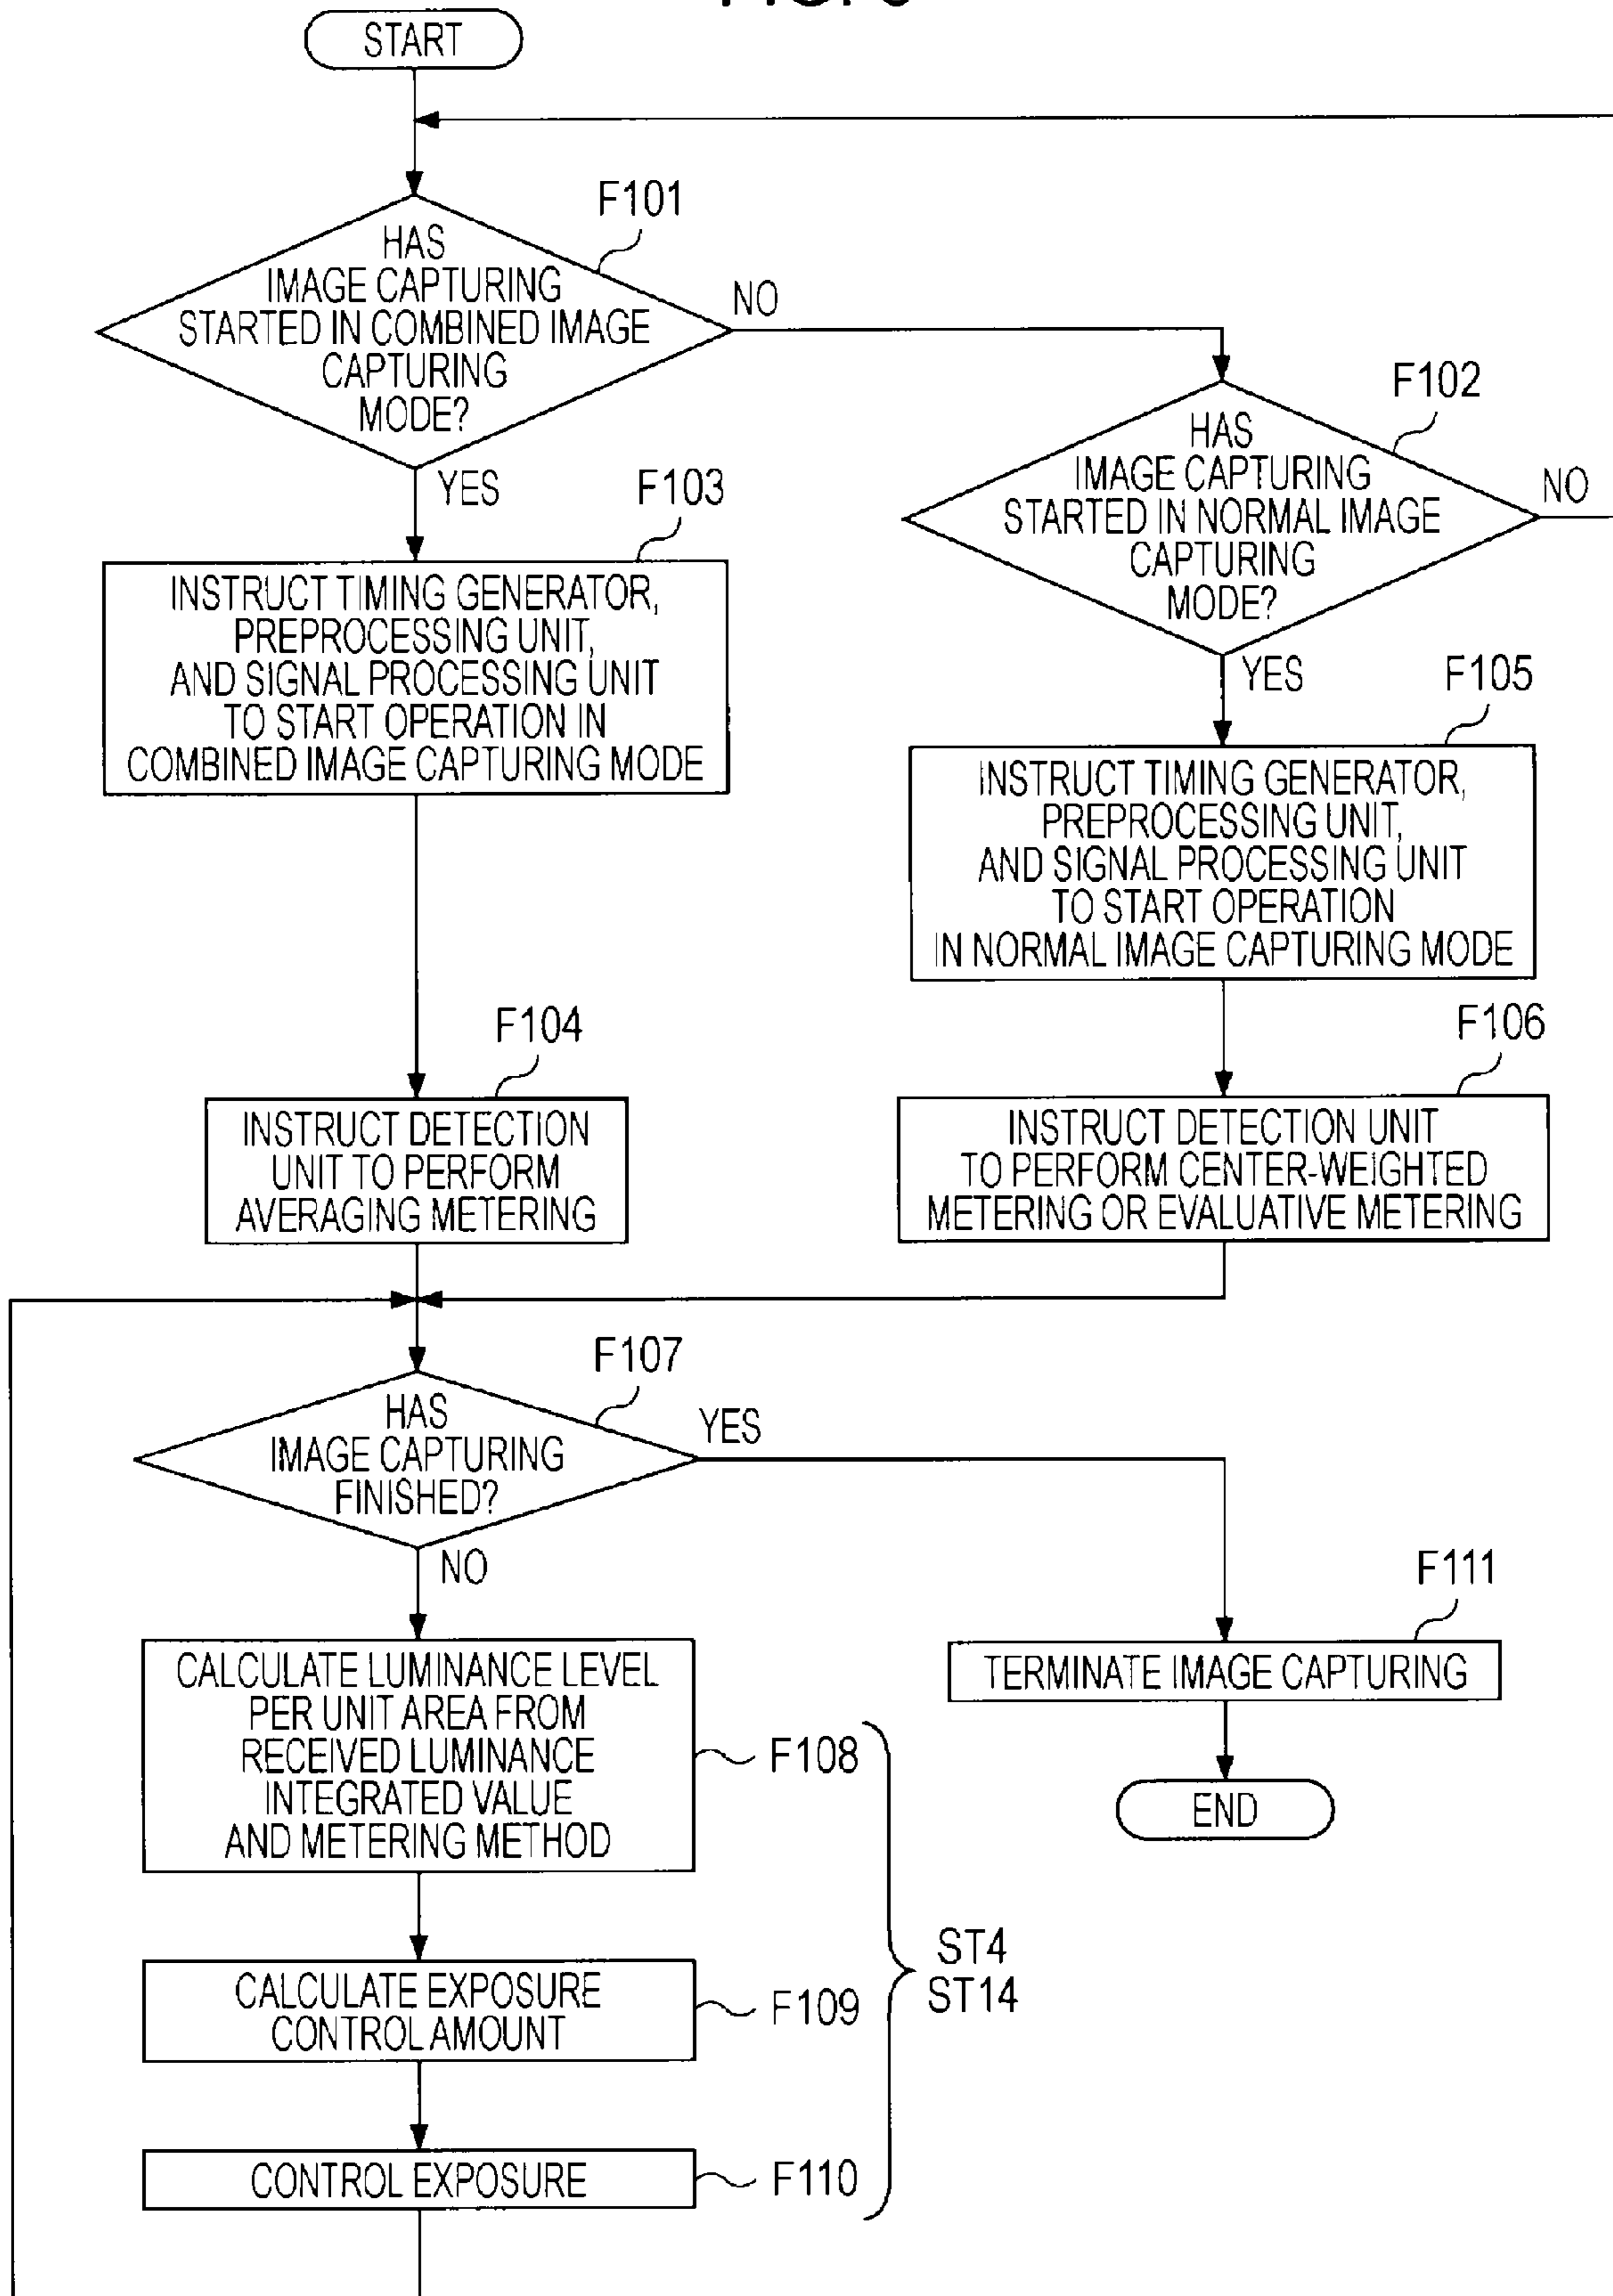 START
F101
HAS
IMAGE CAPTURING
STARTED IN COMBINED IMAGE
CAPTURING
MODE?
NO
YES
F102
HAS
IMAGE CAPTURING
STARTED IN NORMAL IMAGE
CAPTURING
MODE?
NO
YES
F103
INSTRUCT TIMING GENERATOR,
PREPROCESSING UNIT,
AND SIGNAL PROCESSING UNIT
TO START OPERATION IN
COMBINED IMAGE CAPTURING MODE
F105
INSTRUCT TIMING GENERATOR,
PREPROCESSING UNIT,
AND SIGNAL PROCESSING UNIT
TO START OPERATION
IN NORMAL IMAGE CAPTURING MODE
F104
INSTRUCT DETECTION
UNIT TO PERFORM
AVERAGING METERING
F106
INSTRUCT DETECTION UNIT
TO PERFORM CENTER-WEIGHTED
METERING OR EVALUATIVE METERING
F107
HAS
IMAGE CAPTURING
FINISHED?
YES
NO
F111
TERMINATE IMAGE CAPTURING
END
CALCULATE LUMINANCE LEVEL
PER UNIT AREA FROM
RECEIVED LUMINANCE
INTEGRATED VALUE
AND METERING METHOD
F108
CALCULATE EXPOSURE
CONTROL AMOUNT
F109
CONTROL EXPOSURE
F110
ST4
ST14